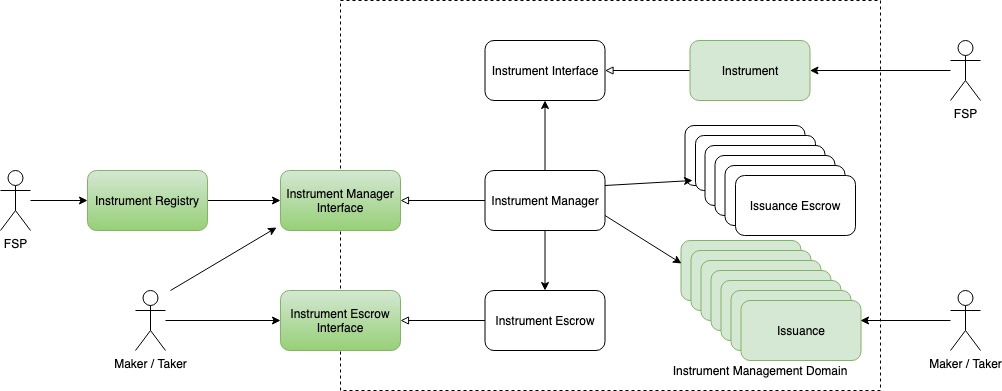 Instrument Interface
Instrument
FSP
FSP
Instrument Registry
Instrument Manager
Interface
Instrument Manager
Issuance Escrow
Maker / Taker
Instrument Escrow
Interface
Instrument Escrow
Issuance
Maker / Taker
Instrument Management Domain